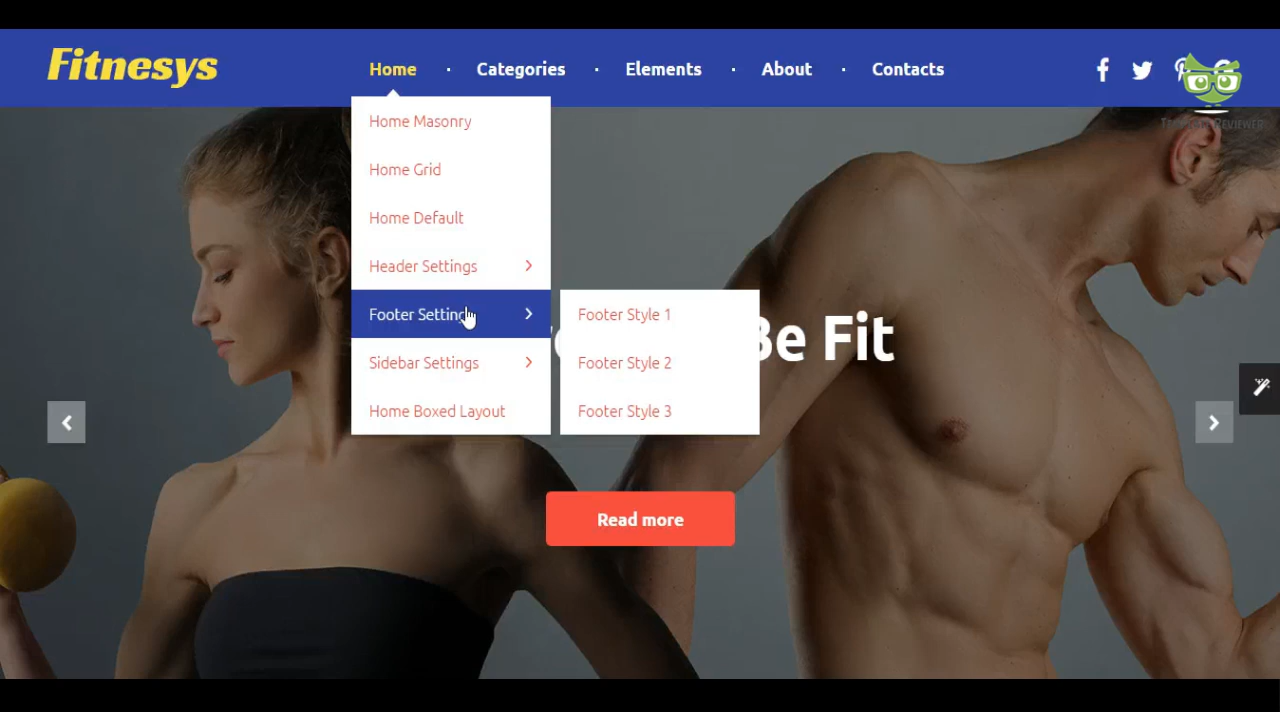 Fitnesys
Home · Categories · Elements · About · Contacts
Home Masonry
Home Grid
Home Default
Header Settings
Footer Settings
Sidebar Settings
Home Boxed Layout
Footer Style 1
Footer Style 2
Footer Style 3
Be Fit
Read more